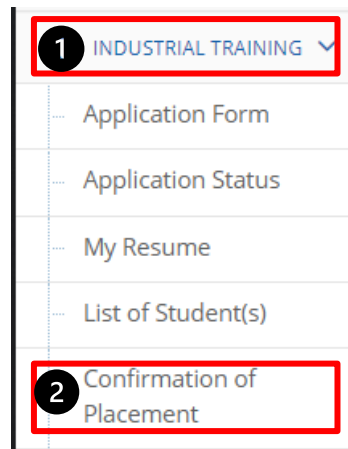 1 INDUSTRIAL TRAINING
Application Form
Application Status
My Resume
List of Student(s)
2 Confirmation of
Placement